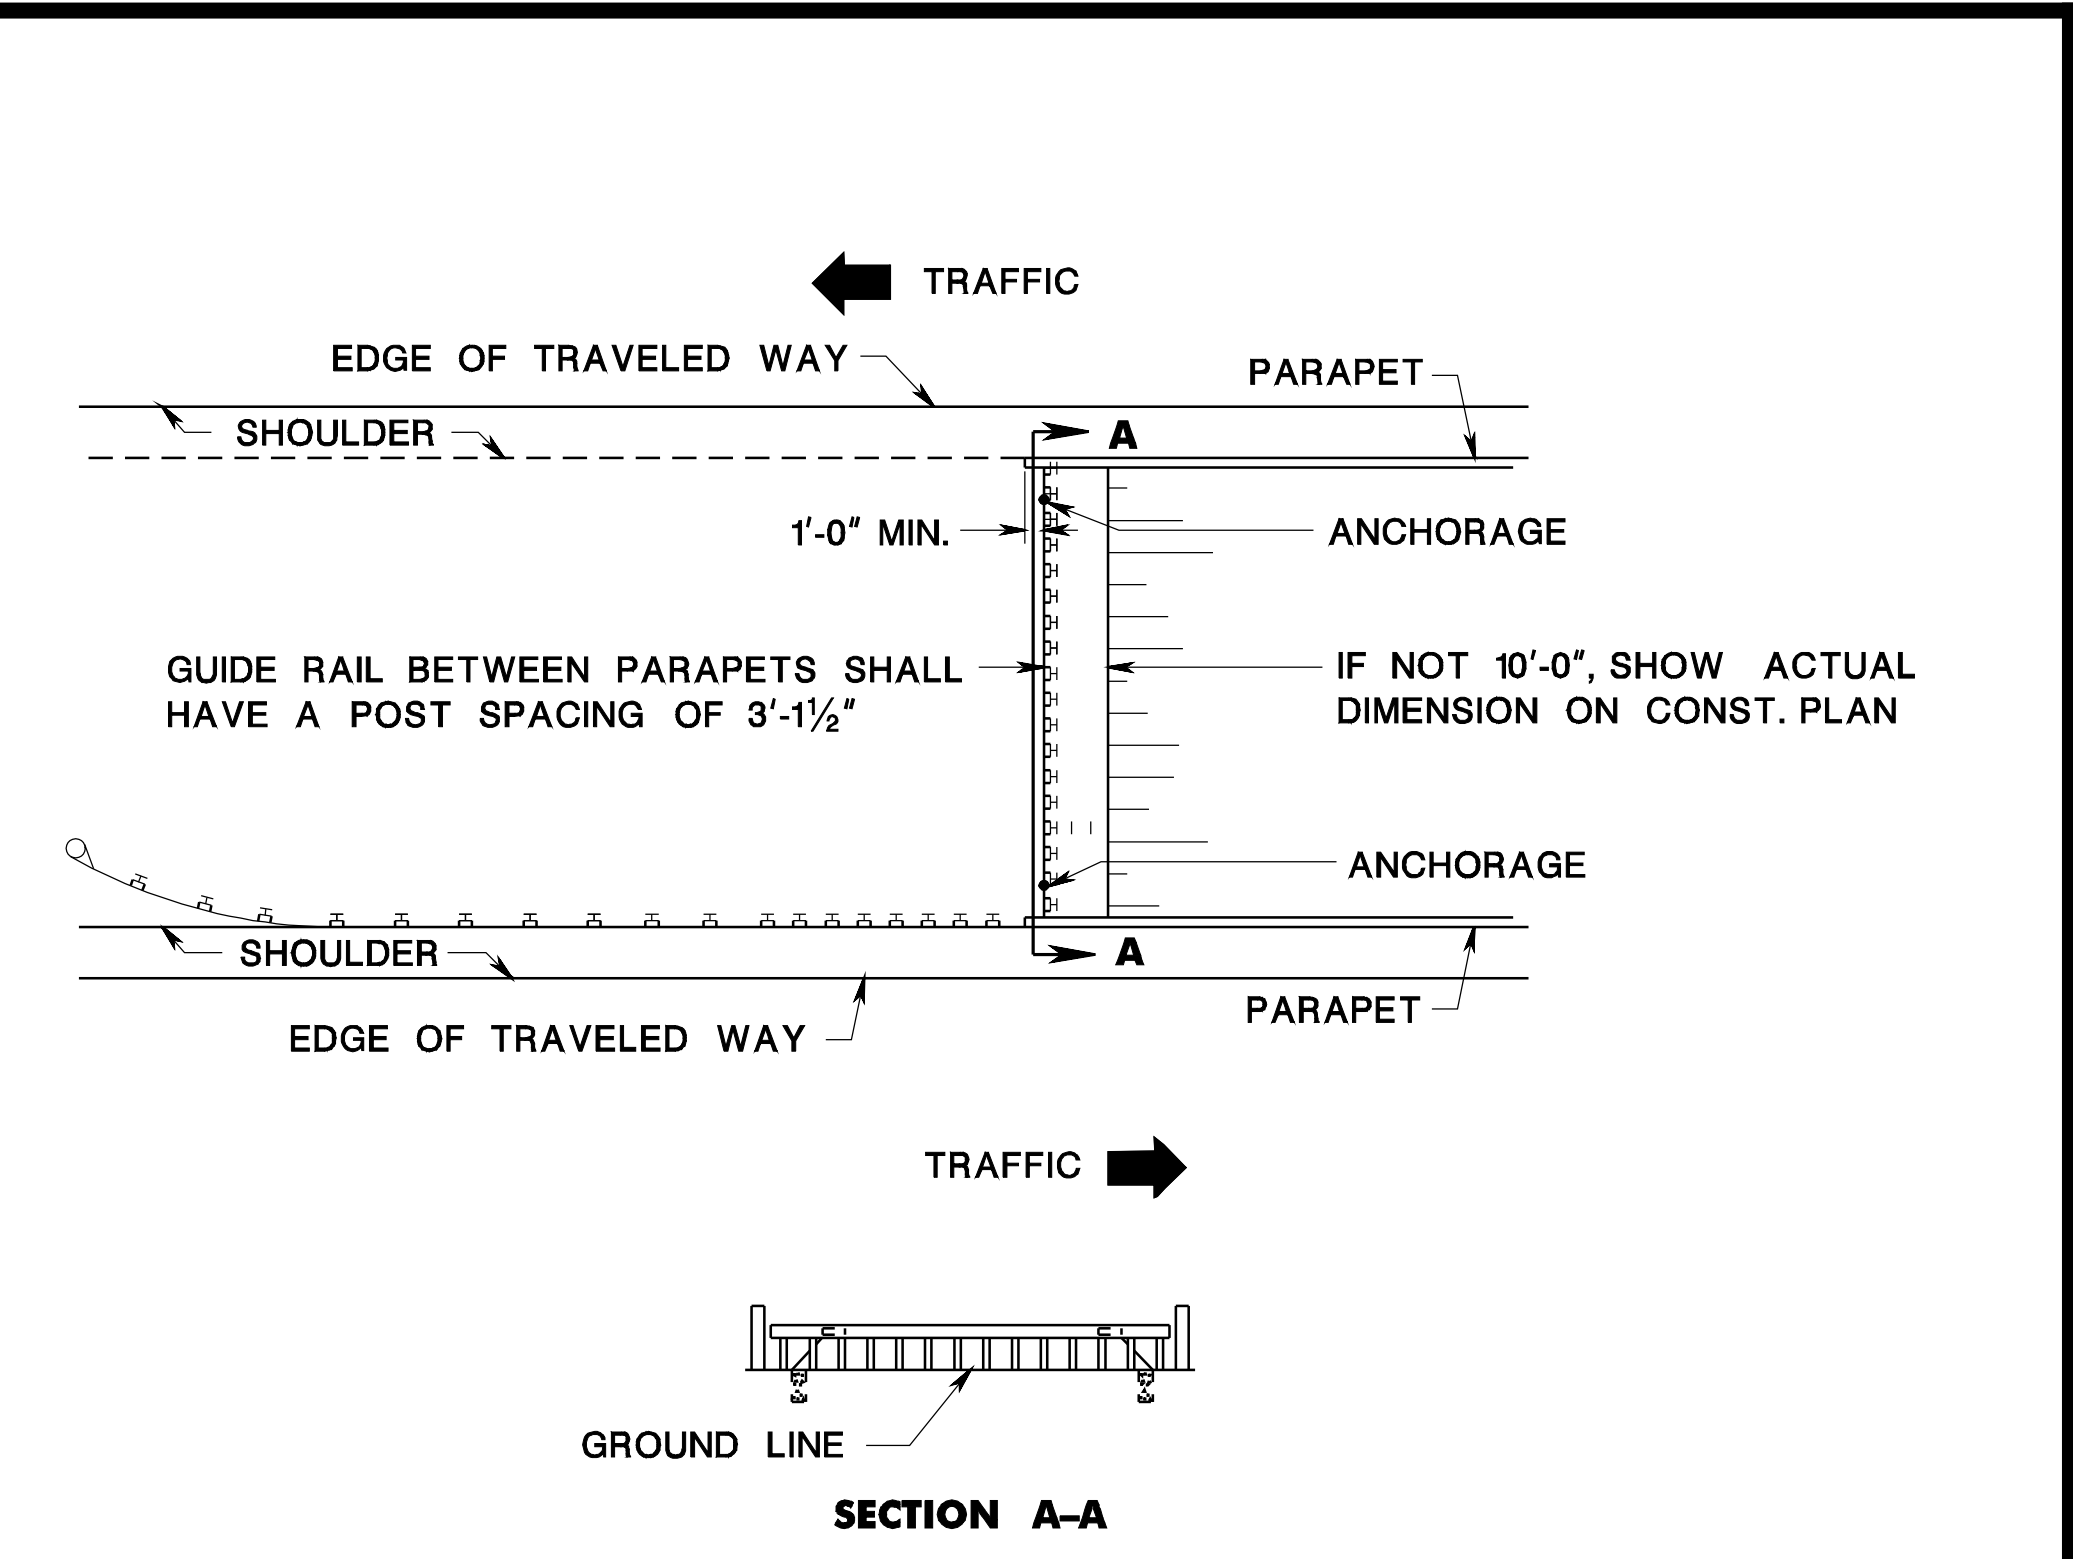 TRAFFIC
EDGE OF TRAVELED WAY
PARAPET
SHOULDER
A
1'-0" MIN.
ANCHORAGE
GUIDE RAIL BETWEEN PARAPETS SHALL
HAVE A POST SPACING OF 3'-1½"
IF NOT 10'-0", SHOW ACTUAL
DIMENSION ON CONST. PLAN
ANCHORAGE
SHOULDER
A
PARAPET
EDGE OF TRAVELED WAY
TRAFFIC
GROUND LINE
SECTION A–A